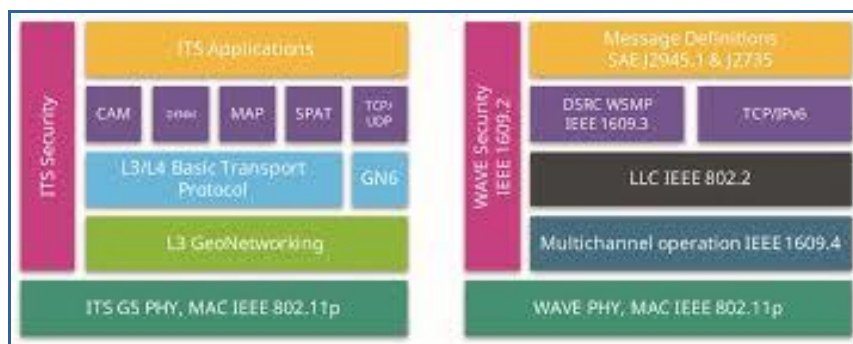 ITS Security
ITS Applications
CAM
MAP
SPAT
TCP/
UDP
L3/L4 Basic Transport
Protocol
GN6
L3 GeoNetworking
ITS G5 PHY, MAC IEEE 802.11p
WAVE Security
IEEE 1609.2
Message Definitions
SAE J2945.1 & J2735
DSRC WSMP
IEEE 1609.3
TCP/IPv6
LLC IEEE 802.2
Multichannel operation IEEE 1609.4
WAVE PHY, MAC IEEE 802.11p